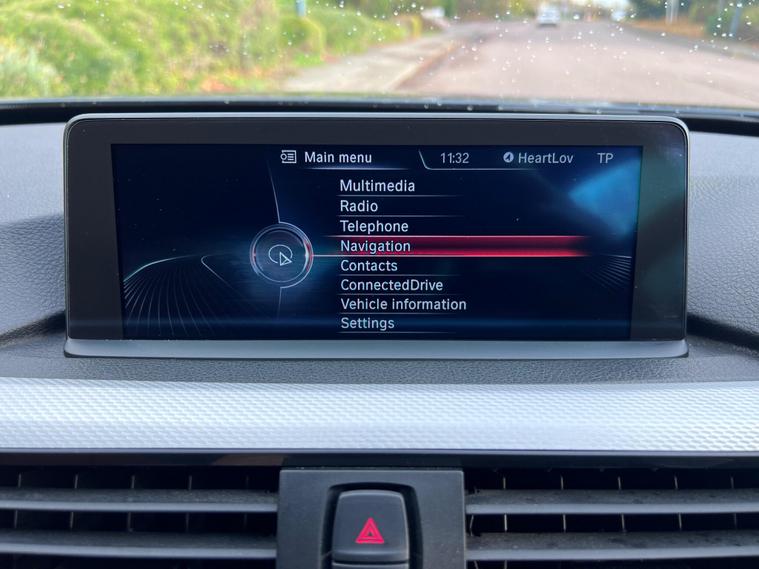 Main menu 11:32 HeartLov TP
Multimedia
Radio
Telephone
Navigation
Contacts
ConnectedDrive
Vehicle information
Settings